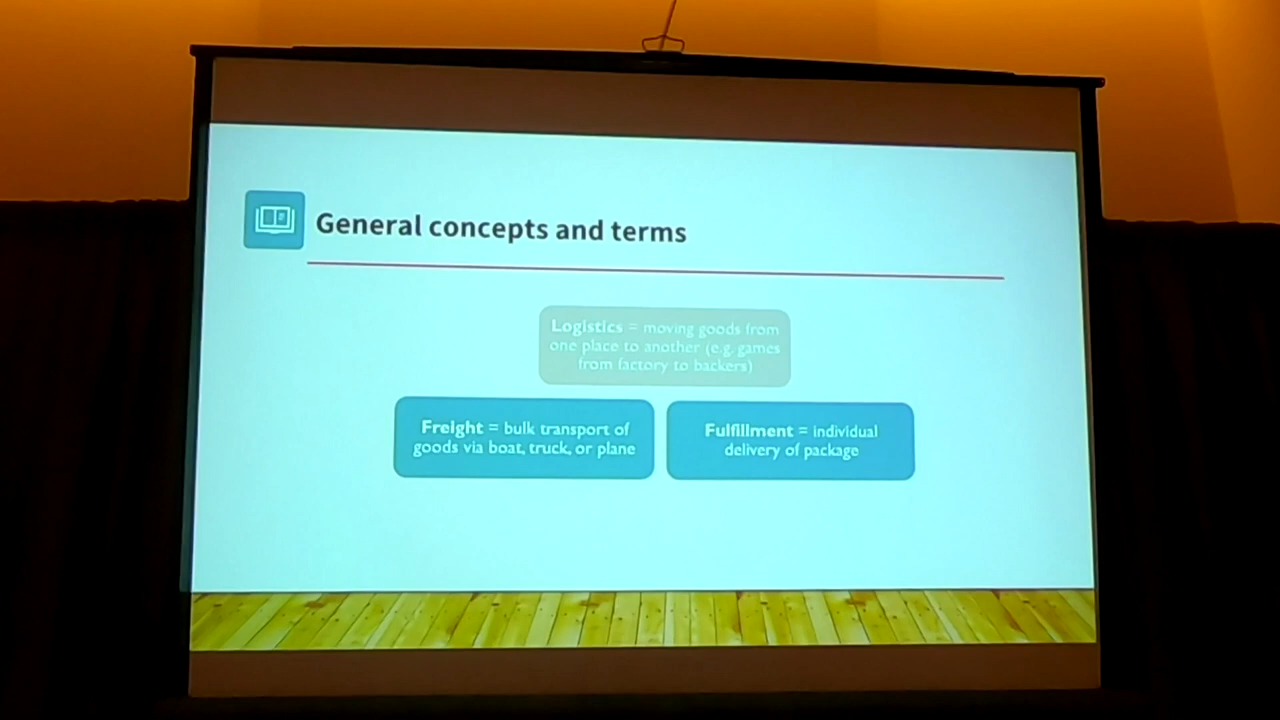 General concepts and terms
Logistics = moving goods from
one place to another (e.g. games
from factory to backers)
Freight = bulk transport of
goods via boat, truck, or plane
Fulfillment = individual
delivery of package